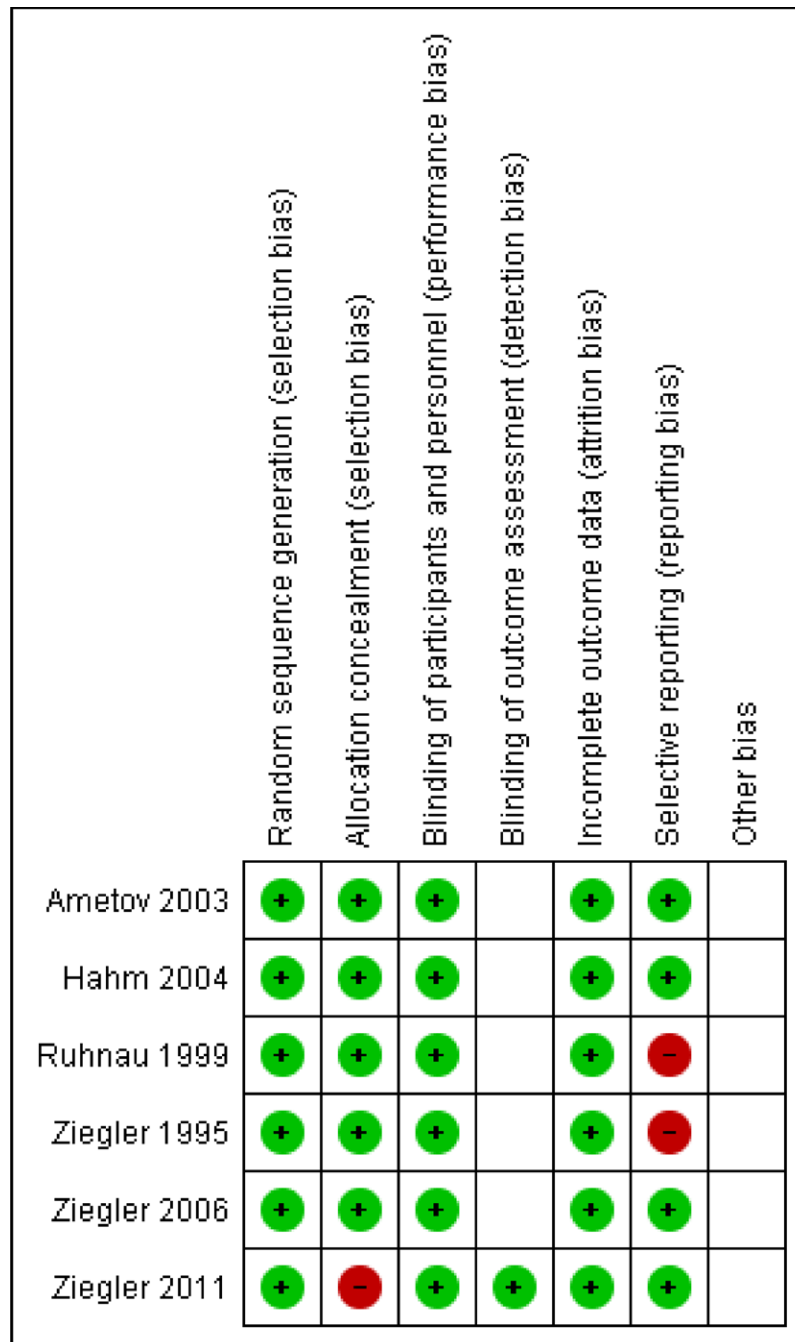 Random sequence generation (selection bias)
Allocation concealment (selection bias)
Blinding of participants and personnel (performance bias)
Blinding of outcome assessment (detection bias)
Incomplete outcome data (attrition bias)
Selective reporting (reporting bias)
Other bias
Ametov 2003 + + + + +
Hahm 2004 + + + + +
Ruhnau 1999 + + + + -
Ziegler 1995 + + + + -
Ziegler 2006 + + + + +
Ziegler 2011 + - + + + +